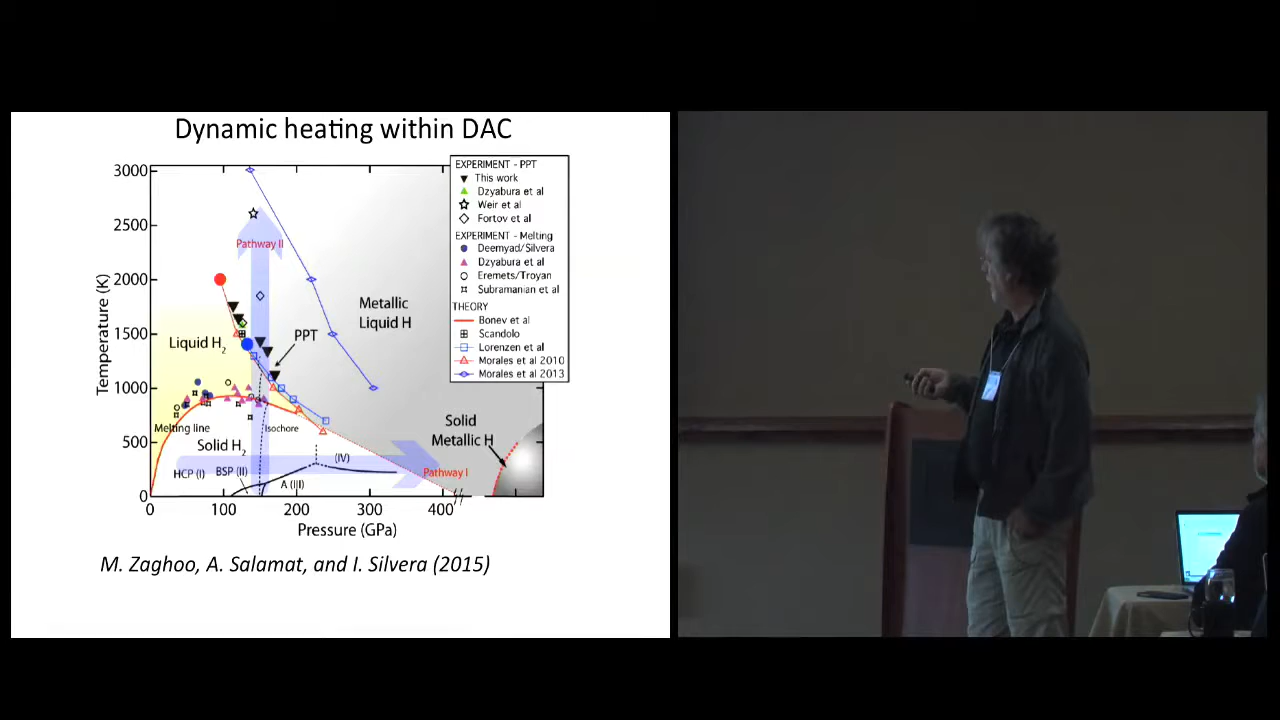 Dynamic heating within DAC
3000
2500
2000
1500
1000
500
0
Temperature (K)
0
100
200
300
400
Pressure (GPa)
Pathway II
Metallic
Liquid H
PPT
Liquid H2
Melting line
Solid H2
Isochore
HCP (I)
BSP (II)
A (III)
(IV)
Pathway I
Solid
Metallic H
EXPERIMENT - PPT
This work
Dzyabura et al
Weir et al
Fortov et al
EXPERIMENT - Melting
Deemyad/Silvera
Dzyabura et al
Eremets/Troyan
Subramanian et al
THEORY
Bonev et al
Scandolo
Lorenzen et al
Morales et al 2010
Morales et al 2013
M. Zaghoo, A. Salamat, and I. Silvera (2015)